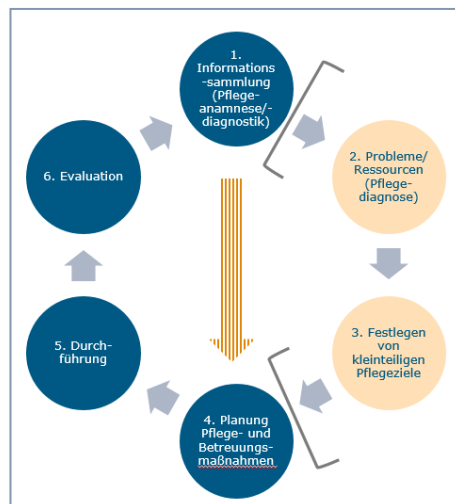 1.
Informations
-sammlung
(Pflege-
anamnese/-
diagnostik)
2. Probleme/
Ressourcen
(Pflege-
diagnose)
3. Festlegen
von
kleinteiligen
Pflegeziele
4. Planung
Pflege- und
Betreuungs-
maßnahmen
5. Durch-
führung
6. Evaluation